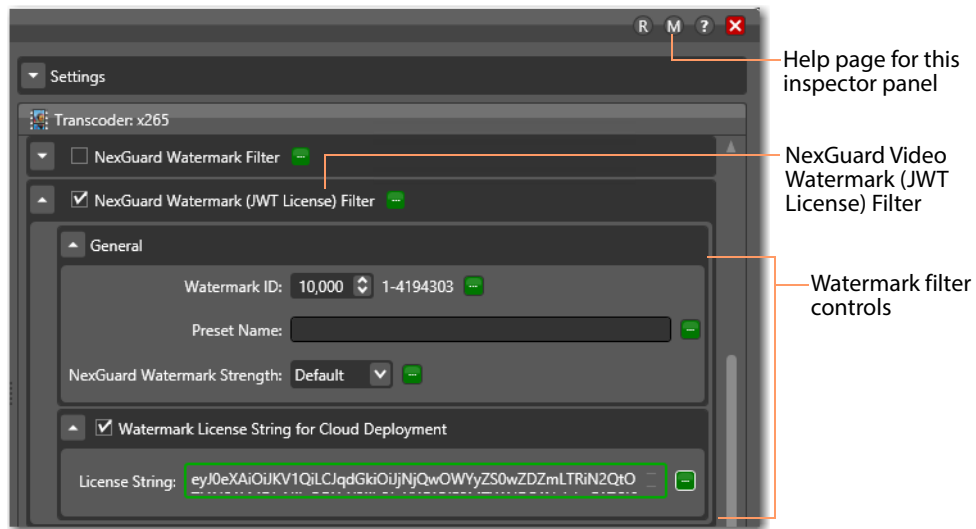 R M ?
Settings
Transcoder: x265
NexGuard Watermark Filter
NexGuard Watermark (JWT License) Filter
General
Watermark ID: 10,000 1-4194303
Preset Name:
NexGuard Watermark Strength: Default
Watermark License String for Cloud Deployment
License String: eyJ0eXAiOiJKV1QiLCJqdGkiOiJjNjQwOWYyZS0wZDZmLTRiN2QtO
Help page for this
inspector panel
NexGuard Video
Watermark (JWT
License) Filter
Watermark filter
controls